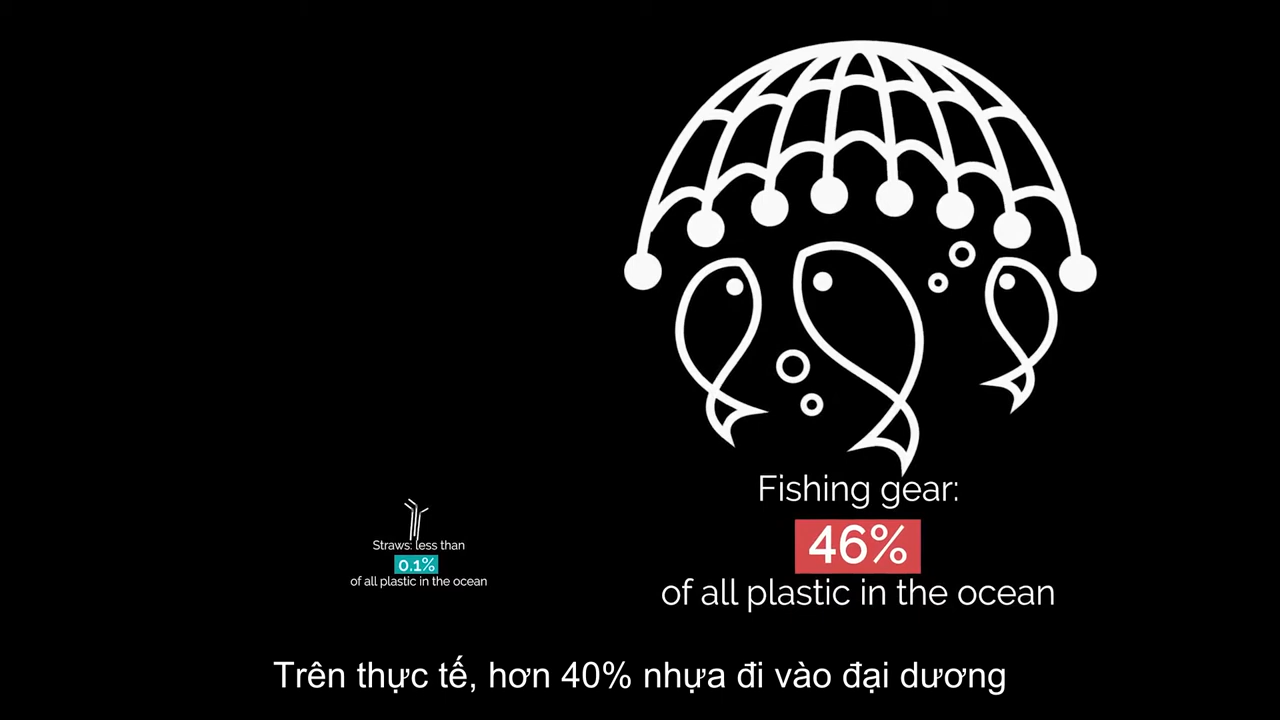 Straws: less than
0.1%
of all plastic in the ocean
Fishing gear:
46%
of all plastic in the ocean
Trên thực tế, hơn 40% nhựa đi vào đại dương